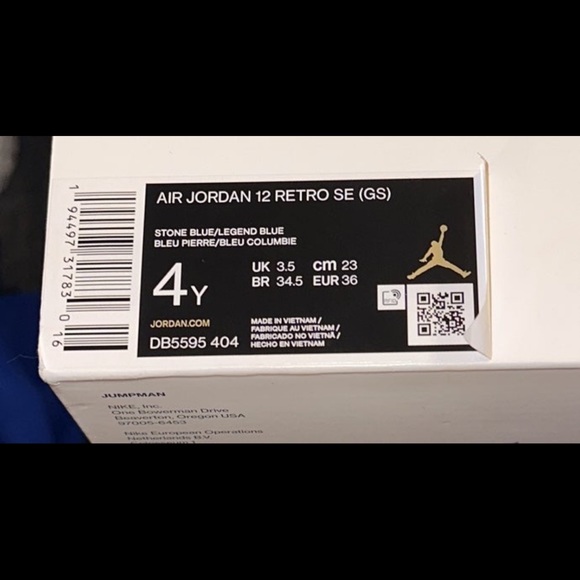 1 94497 31783 0 16
AIR JORDAN 12 RETRO SE (GS)
STONE BLUE/LEGEND BLUE
BLEU PIERRE/BLEU COLUMBIE
4Y
UK 3.5 cm 23
BR 34.5 EUR 36
JORDAN.COM
DB5595 404
MADE IN VIETNAM/
FABRIQUE AU VIETNAM/
FABRICADO NO VIETNÃ/
HECHO EN VIETNAM
JUMPMAN
NIKE, Inc.
One Bowerman Drive
Beaverton, Oregon USA
97005-6453
Nike European Operations
Netherlands B.V.